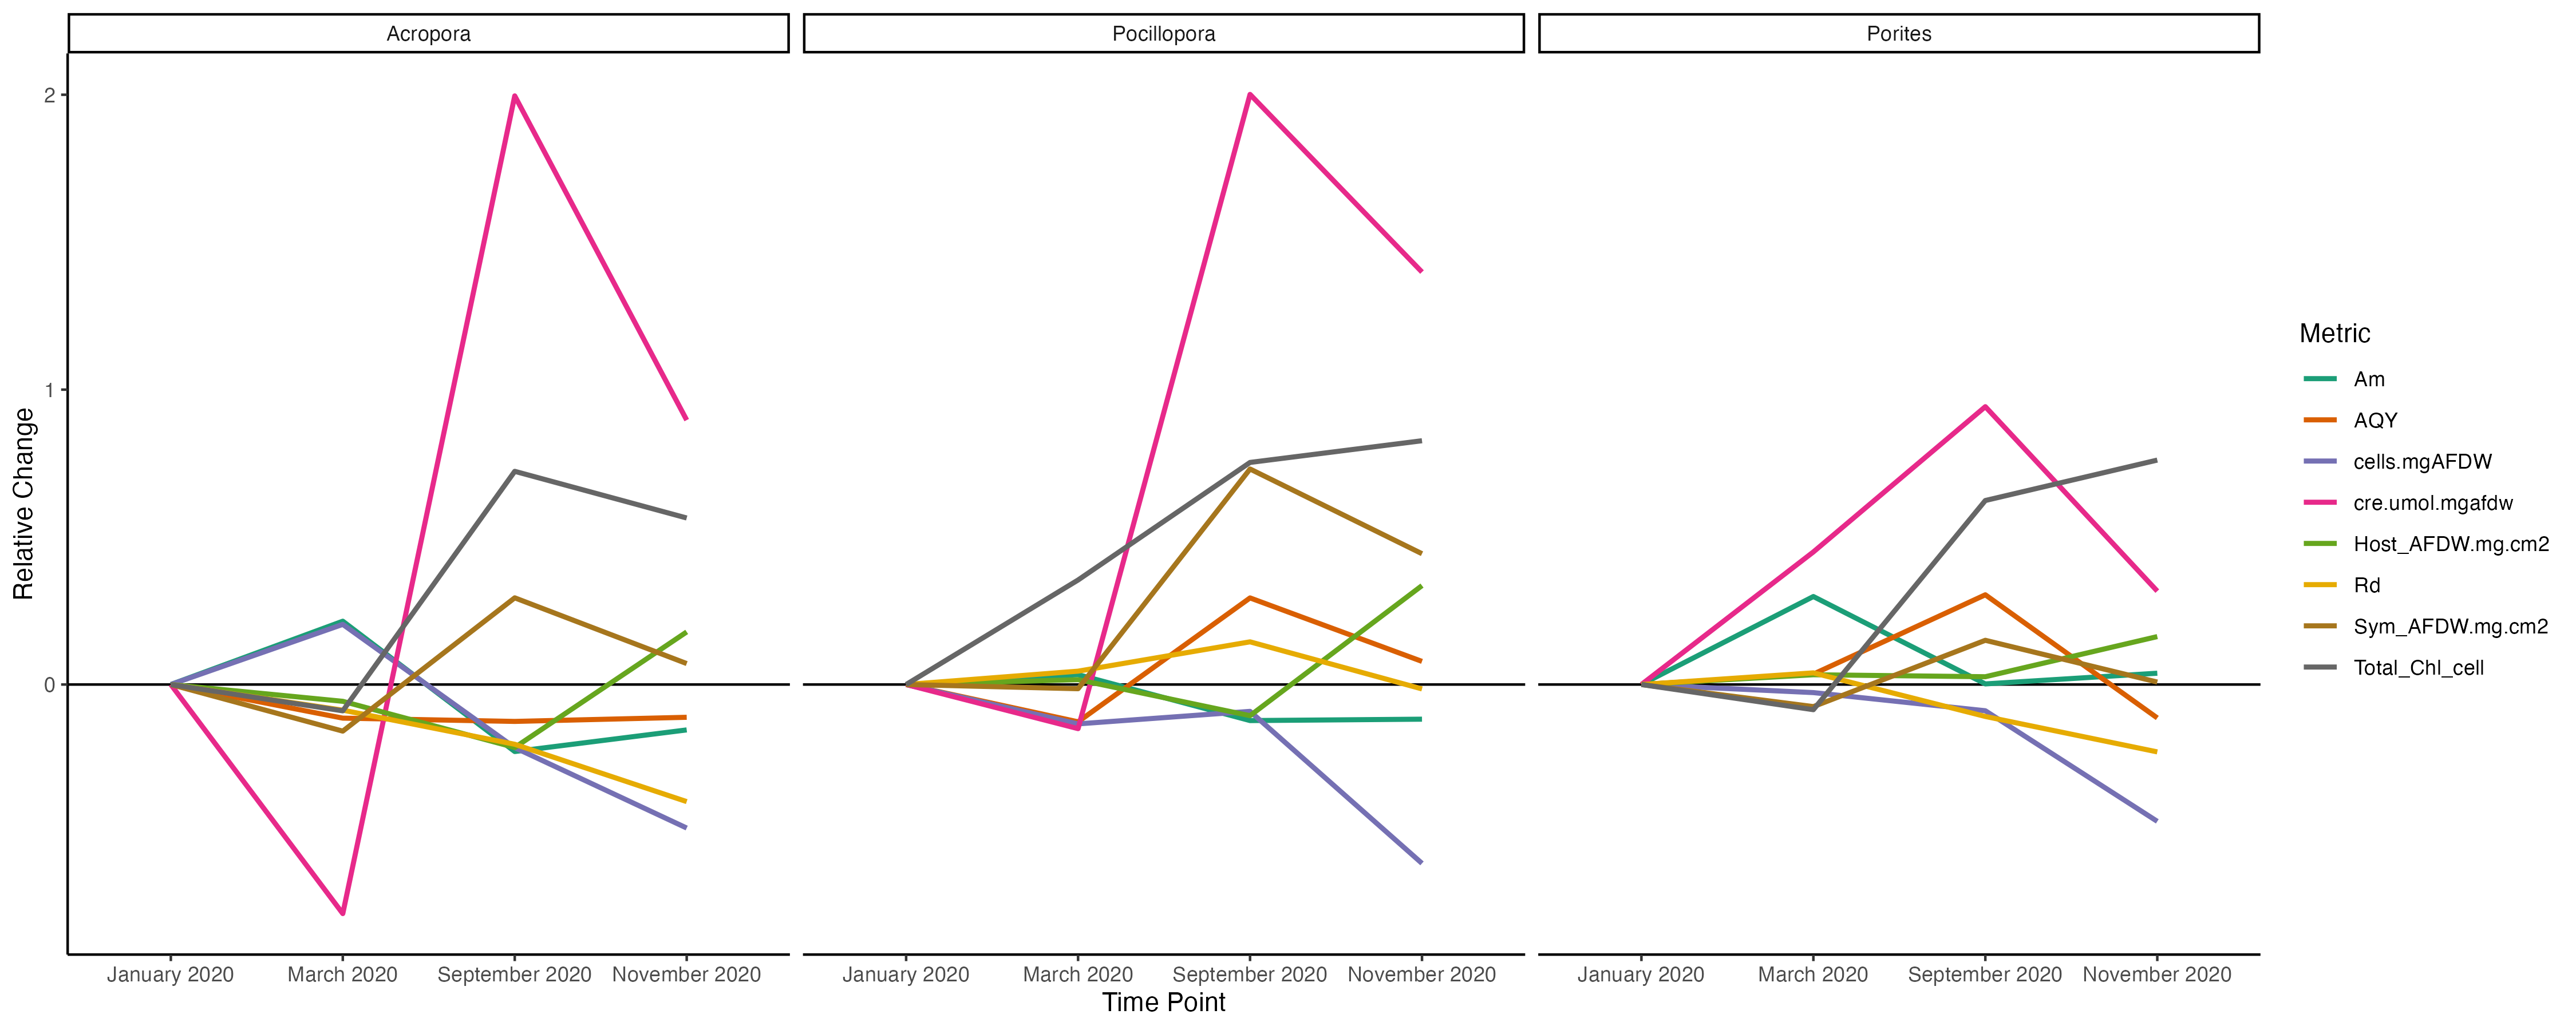 Acropora
Pocillopora
Porites
Relative Change
2
1
0
January 2020 March 2020 September 2020 November 2020
January 2020 March 2020 September 2020 November 2020
January 2020 March 2020 September 2020 November 2020
Time Point
Metric
Am
AQY
cells.mgAFDW
cre.umol.mgafdw
Host_AFDW.mg.cm2
Rd
Sym_AFDW.mg.cm2
Total_Chl_cell